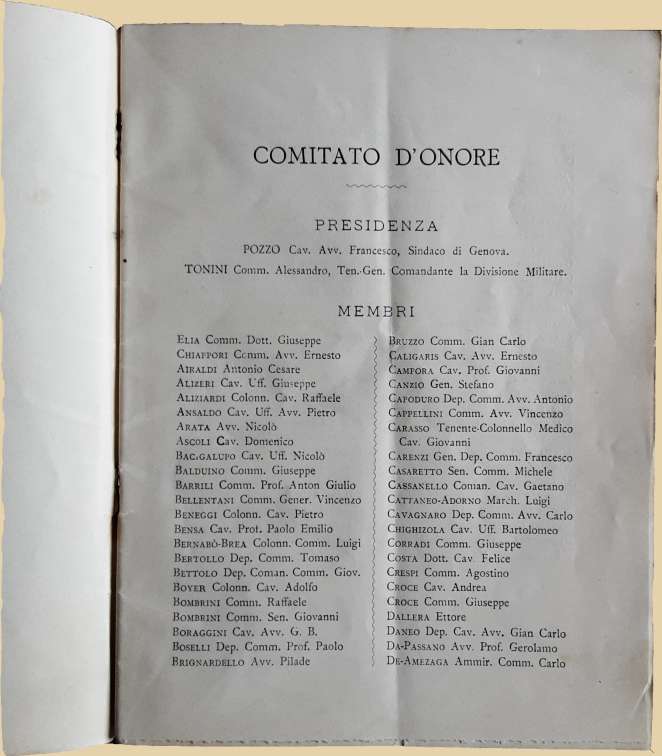 COMITATO D'ONORE
PRESIDENZA
POZZO Cav. Avv. Francesco, Sindaco di Genova.
TONINI Comm. Alessandro, Ten.-Gen. Comandante la Divisione Militare.
MEMBRI
ELIA Comm. Dott. Giuseppe
CHIAPPORI Comm. Avv. Ernesto
AIRALDI Antonio Cesare
ALIZERI Cav. Uff. Giuseppe
ALIZIARDI Colonn. Cav. Raffaele
ANSALDO Cav. Uff. Avv. Pietro
ARATA Avv. Nicolò
ASCOLI Cav. Domenico
BACIGALUPO Cav. Uff. Nicolò
BALDUINO Comm. Giuseppe
BARRILI Comm. Prof. Anton Giulio
BELLENTANI Comm. Gener. Vincenzo
BENEGGI Colonn. Cav. Pietro
BENSA Cav. Prof. Paolo Emilio
BERNABÒ-BREA Colonn. Comm. Luigi
BERTOLLO Dep. Comm. Tomaso
BETTOLO Dep. Coman. Comm. Giov.
BOYER Colonn. Cav. Adolfo
BOMBRINI Comm. Raffaele
BOMBRINI Comm. Sen. Giovanni
BORAGGINI Cav. Avv. G. B.
BOSELLI Dep. Comm. Prof. Paolo
BRIGNARDELLO Avv. Pilade
BRUZZO Comm. Gian Carlo
CALIGARIS Cav. Avv. Ernesto
CAMPORA Cav. Prof. Giovanni
CANZIO Gen. Stefano
CAPODURO Dep. Comm. Avv. Antonio
CAPPELLINI Comm. Avv. Vincenzo
CARASSO Tenente-Colonnello Medico
Cav. Giovanni
CARENZI Gen. Dep. Comm. Francesco
CASARETTO Sen. Comm. Michele
CASSANELLO Coman. Cav. Gaetano
CATTANEO-ADORNO March. Luigi
CAVAGNARO Dep. Comm. Avv. Carlo
CHIGHIZOLA Cav. Uff. Bartolomeo
CORRADI Comm. Giuseppe
COSTA Dott. Cav. Felice
CRESPI Comm. Agostino
CROCE Cav. Andrea
CROCE Comm. Giuseppe
DALLERA Ettore
DANEO Dep. Cav. Avv. Gian Carlo
DA-PASSANO Avv. Prof. Gerolamo
DE-AMEZAGA Ammir. Comm. Carlo